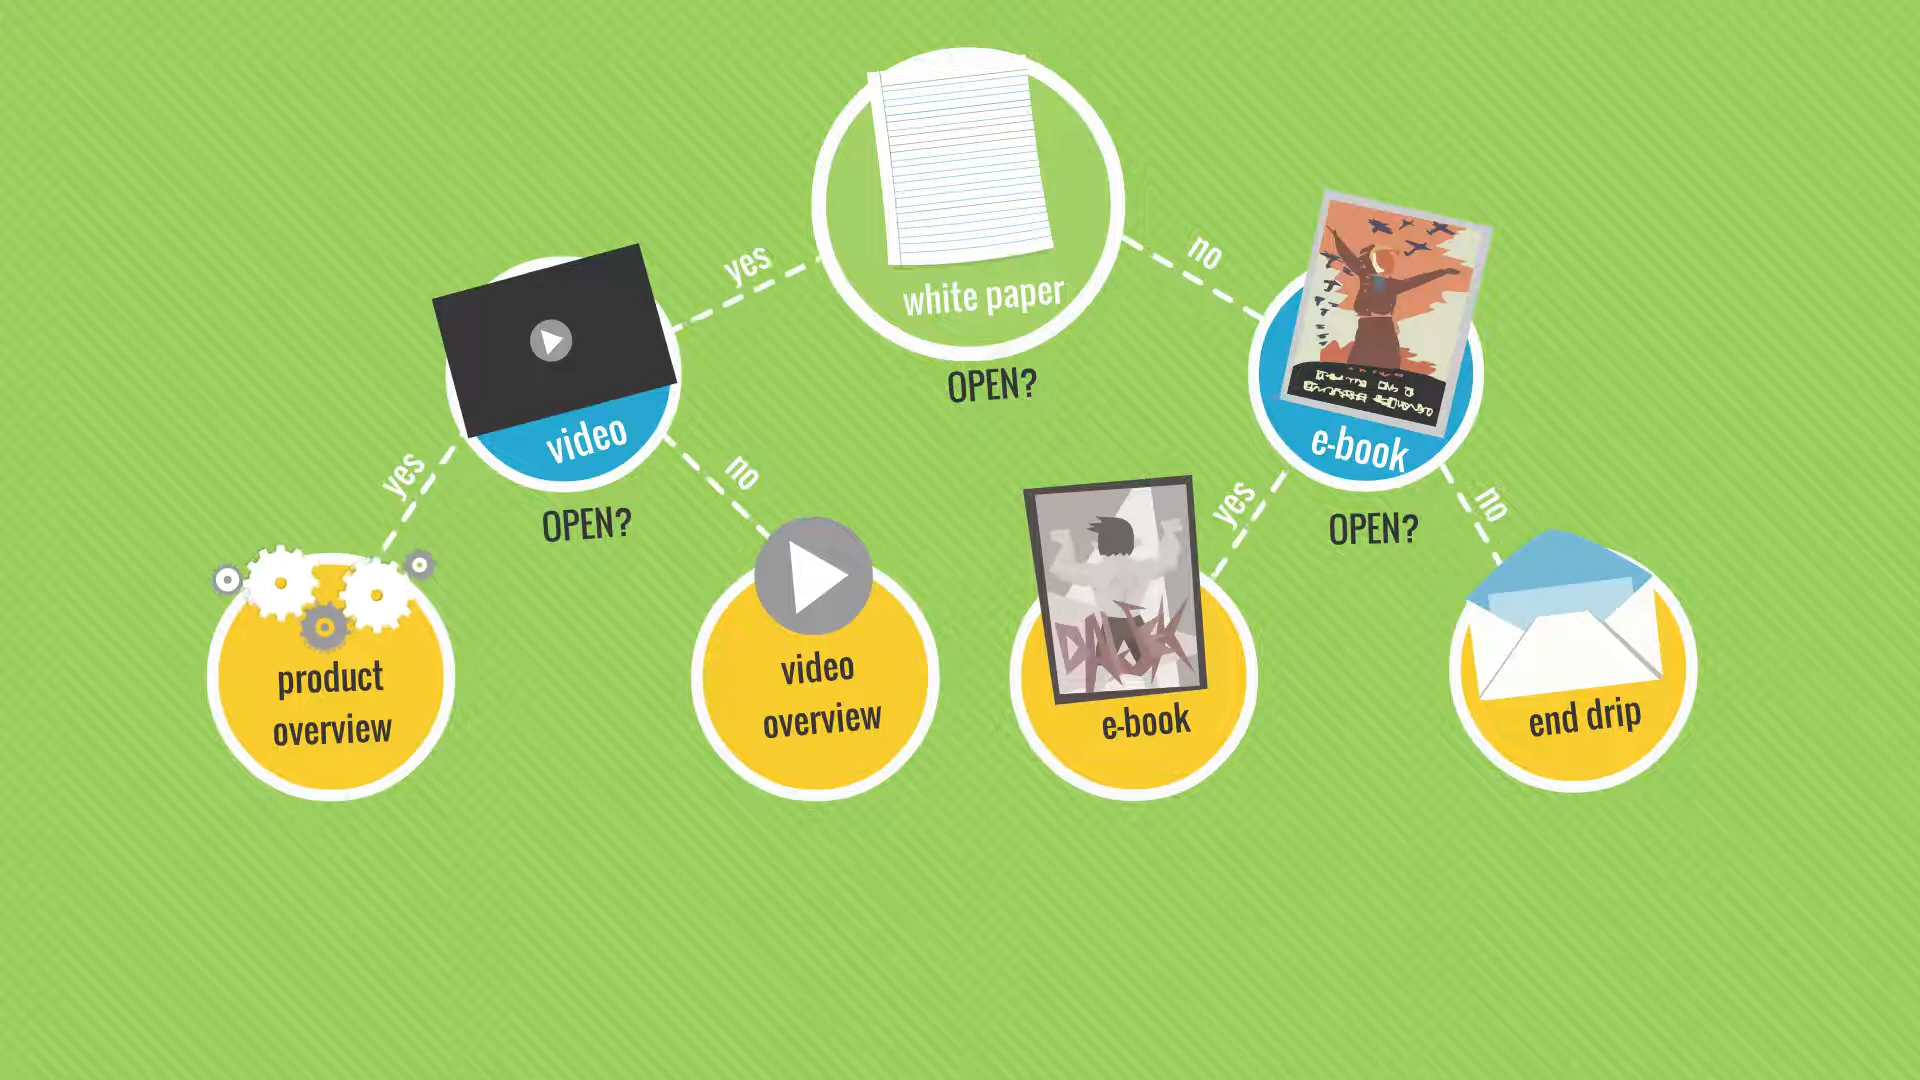 white paper
OPEN?
yes
no
video
OPEN?
e-book
OPEN?
yes
no
yes
no
product
overview
video
overview
e-book
end drip